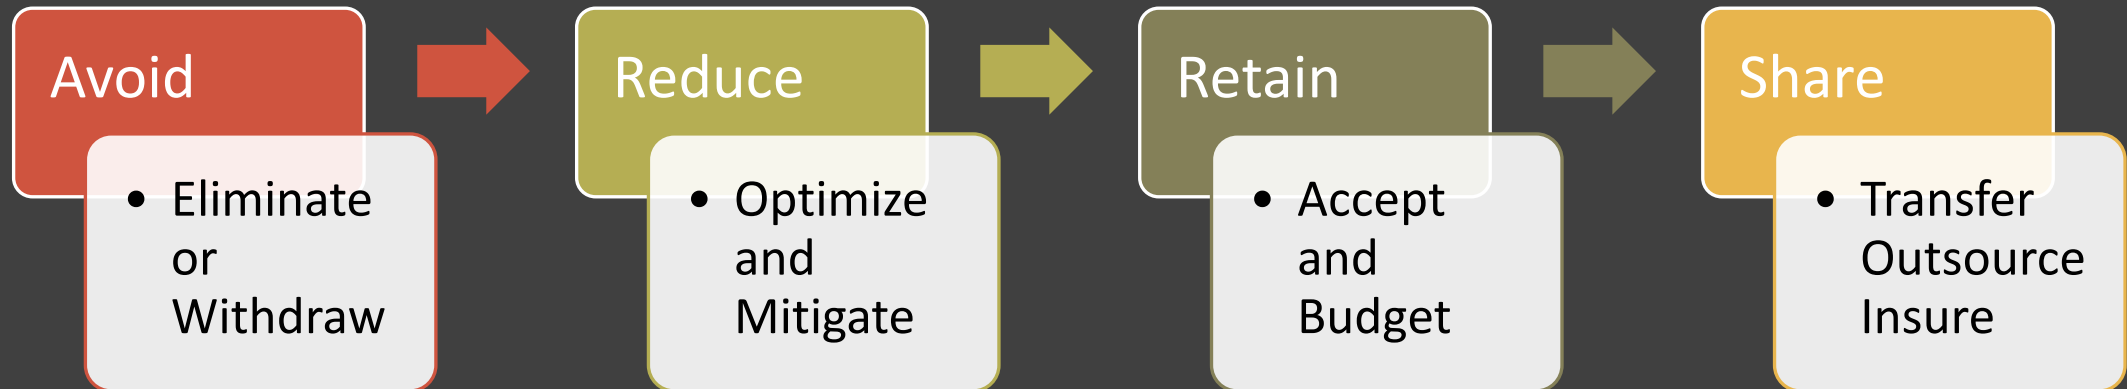 Avoid
• Eliminate
or
Withdraw
Reduce
• Optimize
and
Mitigate
Retain
• Accept
and
Budget
Share
• Transfer
Outsource
Insure